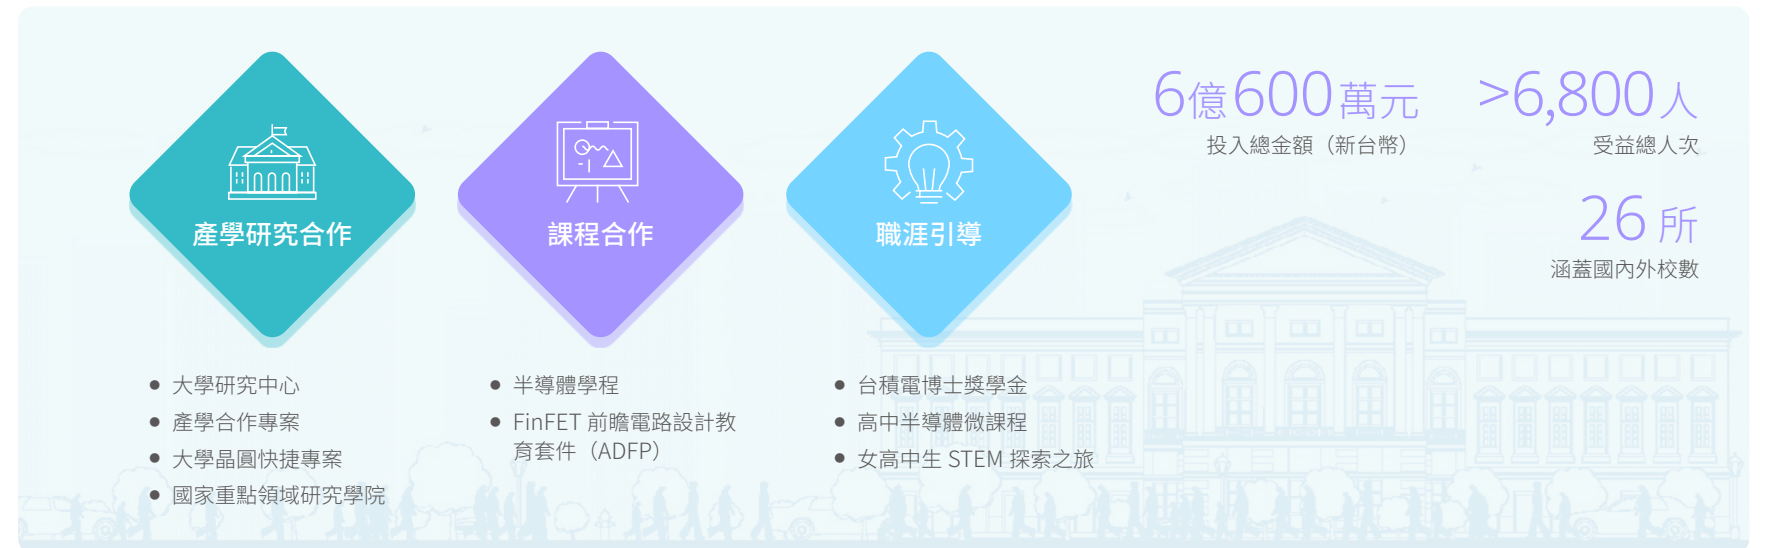 產學研究合作
大學研究中心
產學合作專案
大學晶圓快捷專案
國家重點領域研究學院
課程合作
半導體學程
FinFET 前瞻電路設計教
育套件（ADFP）
職涯引導
台積電博士獎學金
高中半導體微課程
女高中生 STEM 探索之旅
6億600萬元
投入總金額（新台幣）
>6,800人
受益總人次
26所
涵蓋國內外校數